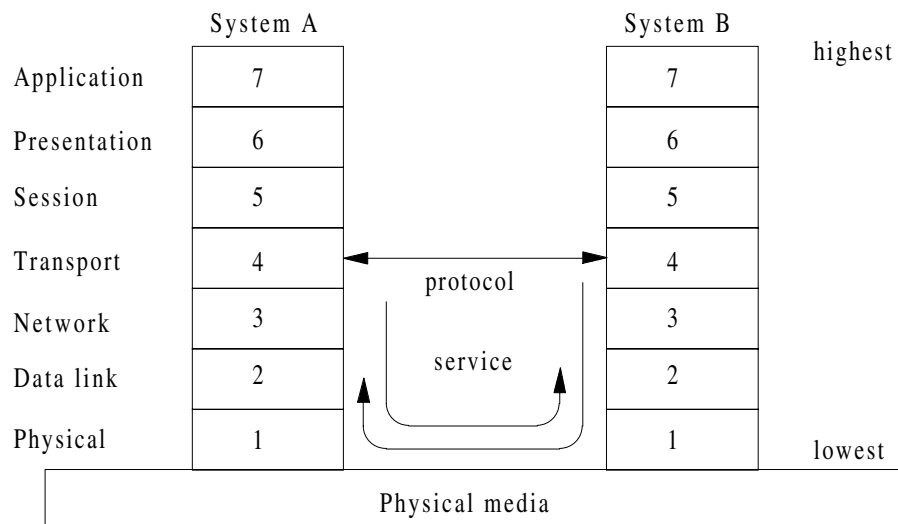 System A System B
highest
Application 7 7
Presentation 6 6
Session 5 5
Transport 4 4
protocol
Network 3 3
service
Data link 2 2
Physical 1 1
lowest
Physical media